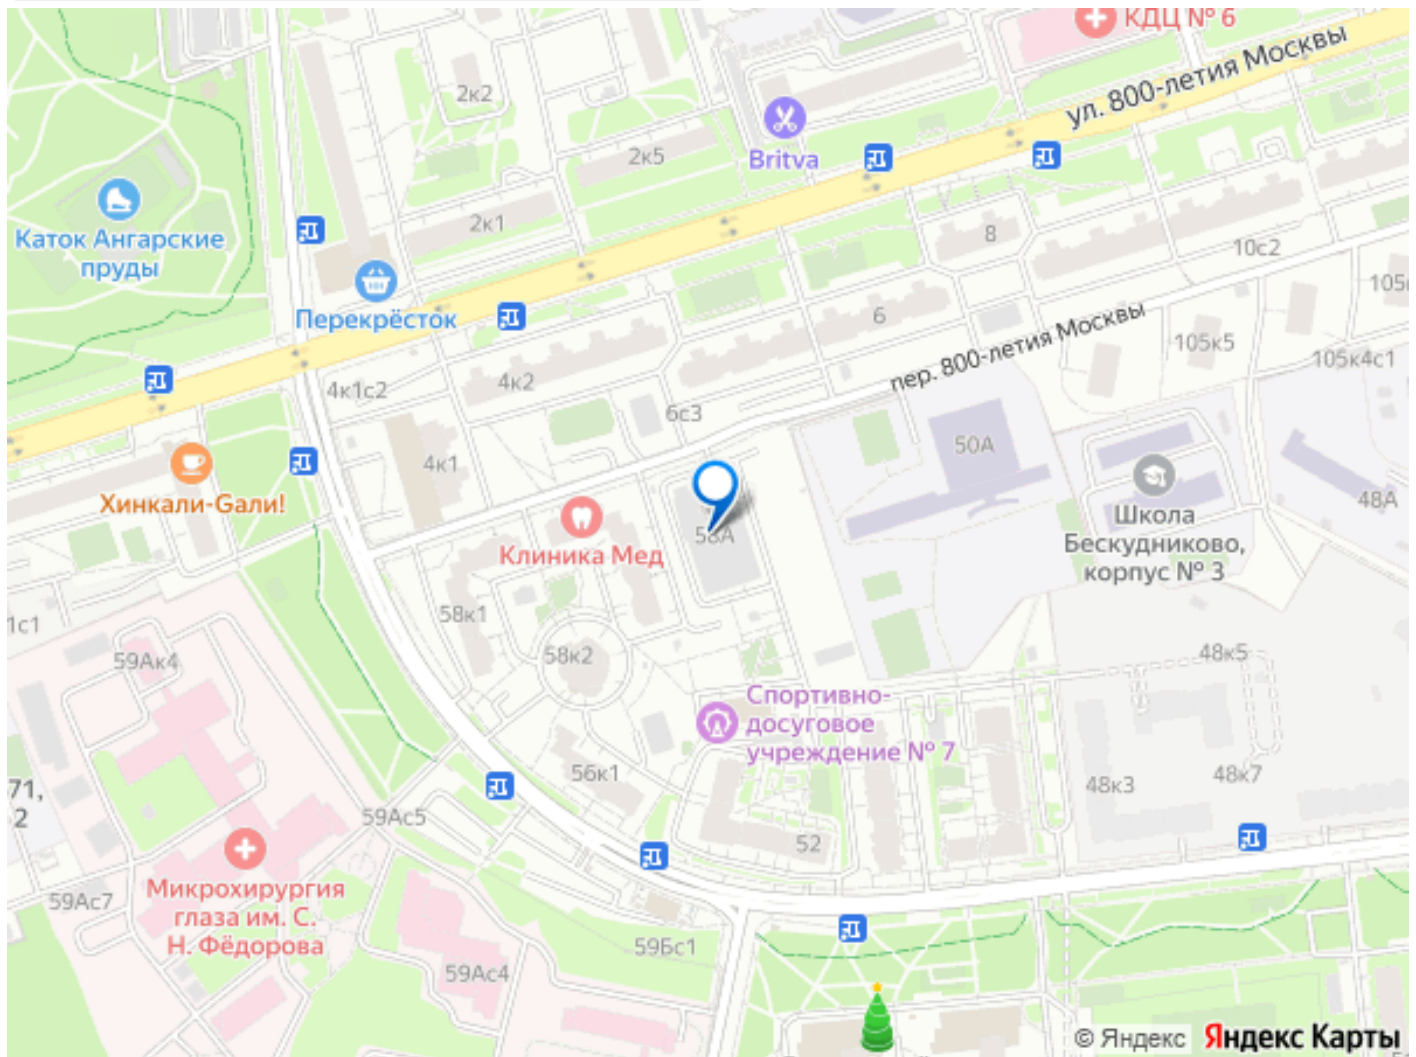 КДЦ № 6
ул. 800-летия Москвы
2к2
Britva
2к5
2к1
8
10с2
Каток Ангарские
пруды
Перекрёсток
6
105
пер. 800-летия Москвы
105к5
105к4с1
4к1с2
4к2
6с3
50А
4к1
Хинкали-Gали!
48А
Школа
Бескудниково,
корпус № 3
58А
Клиника Мед
58к1
1с1
59Ак4
58к2
48к5
Спортивно-
досуговое
учреждение № 7
56к1
48к3
48к7
71,
2
59Ас5
52
Микрохирургия
глаза им. С.
Н. Фёдорова
59Ас7
59Бс1
59Ас4
© Яндекс Яндекс Карты